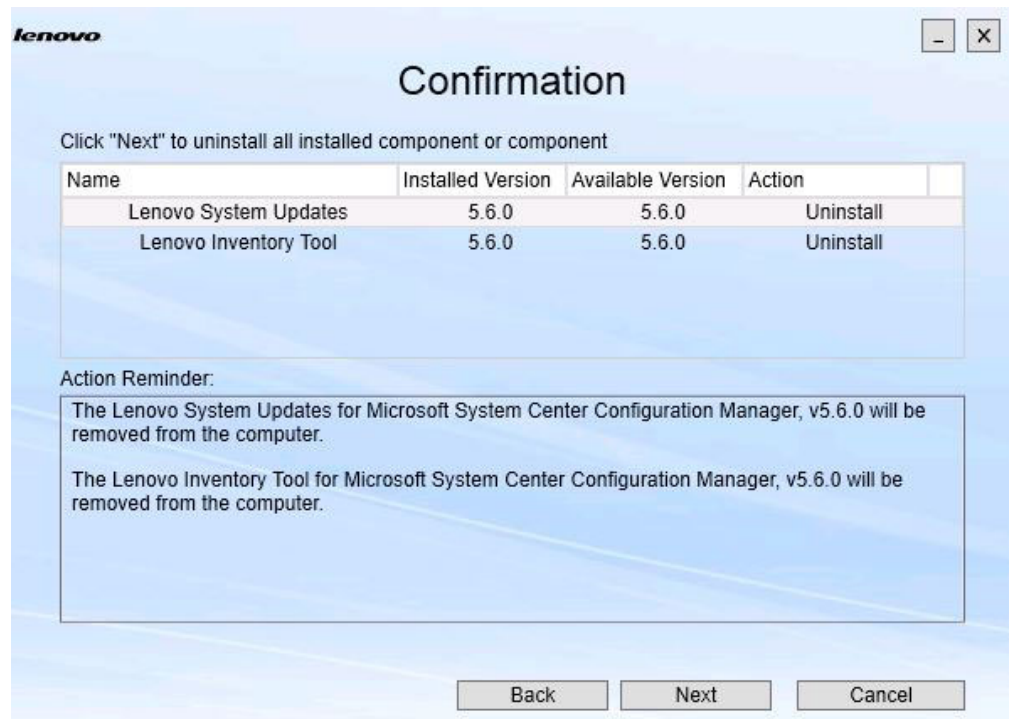 lenovo
_ X
Confirmation
Click "Next" to uninstall all installed component or component
Name Installed Version Available Version Action
Lenovo System Updates 5.6.0 5.6.0 Uninstall
Lenovo Inventory Tool 5.6.0 5.6.0 Uninstall
Action Reminder:
The Lenovo System Updates for Microsoft System Center Configuration Manager, v5.6.0 will be
removed from the computer.
The Lenovo Inventory Tool for Microsoft System Center Configuration Manager, v5.6.0 will be
removed from the computer.
Back Next Cancel